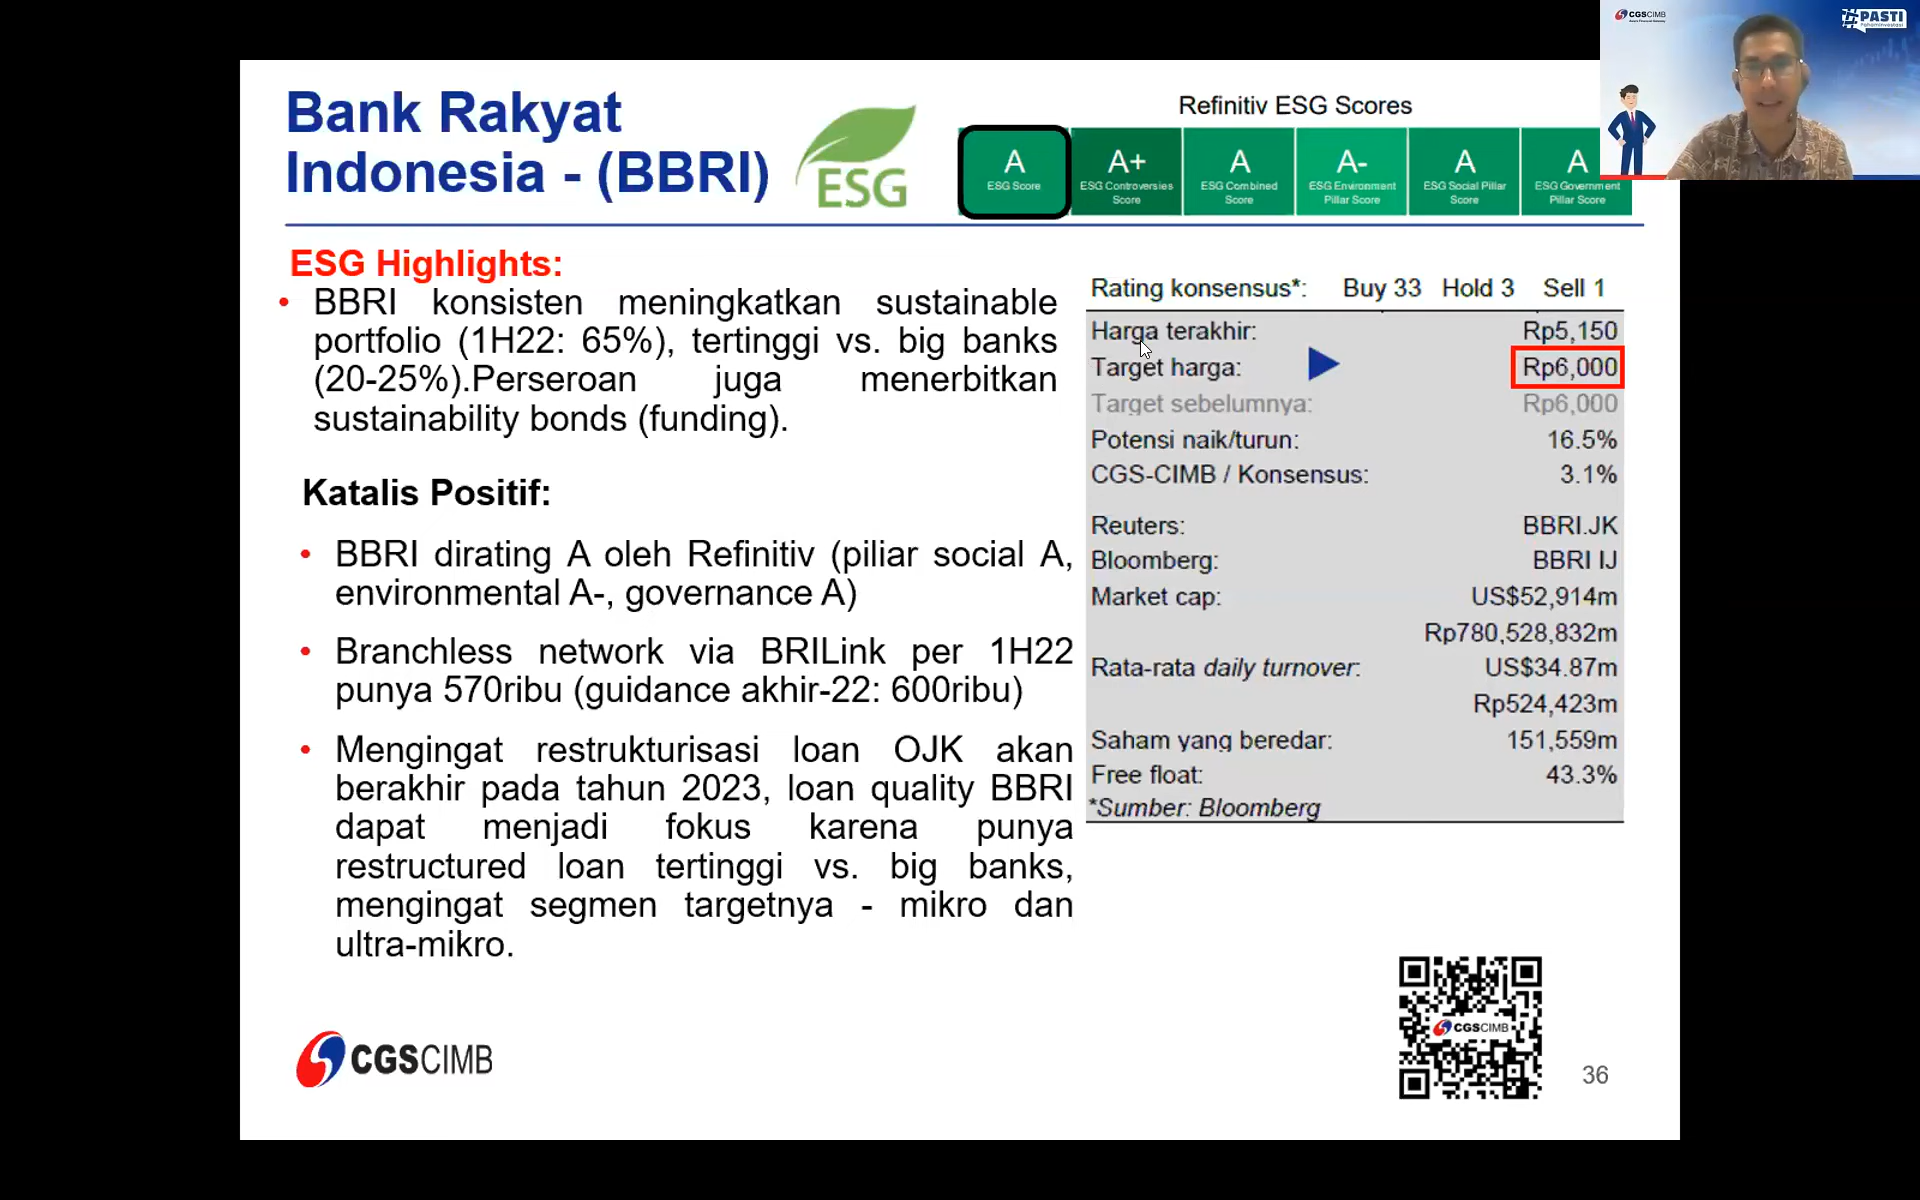 Bank Rakyat
Indonesia - (BBRI)
ESG
Refinitiv ESG Scores
A
ESG Score
A+
ESG Controversies
Score
A
ESG Combined
Score
A-
ESG Environment
Pillar Score
A
ESG Social Pillar
Score
A
ESG Government
Pillar Score
CGSCIMB
#PASTI
ESG Highlights:
• BBRI konsisten meningkatkan sustainable
portfolio (1H22: 65%), tertinggi vs. big banks
(20-25%).Perseroan juga menerbitkan
sustainability bonds (funding).
Katalis Positif:
• BBRI dirating A oleh Refinitiv (piliar social A,
environmental A-, governance A)
• Branchless network via BRILink per 1H22
punya 570ribu (guidance akhir-22: 600ribu)
• Mengingat restrukturisasi loan OJK akan
berakhir pada tahun 2023, loan quality BBRI
dapat menjadi fokus karena punya
restructured loan tertinggi vs. big banks,
mengingat segmen targetnya - mikro dan
ultra-mikro.
Rating konsensus*: Buy 33 Hold 3 Sell 1
Harga terakhir: Rp5,150
Target harga: Rp6,000
Target sebelumnya: Rp6,000
Potensi naik/turun: 16.5%
CGS-CIMB / Konsensus: 3.1%
Reuters: BBRI.JK
Bloomberg: BBRI IJ
Market cap: US$52,914m
Rp780,528,832m
Rata-rata daily turnover: US$34.87m
Rp524,423m
Saham yang beredar: 151,559m
Free float: 43.3%
*Sumber: Bloomberg
CGSCIMB
CGSCIMB
36